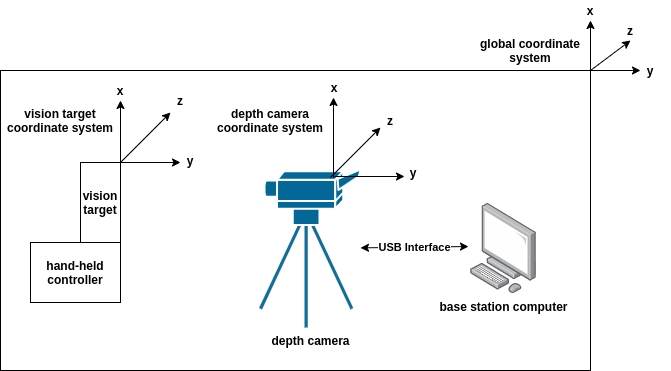 x
z
global coordinate
system
y
x
z
vision target
coordinate system
y
x
depth camera
coordinate system
z
y
vision
target
hand-held
controller
USB Interface
base station computer
depth camera